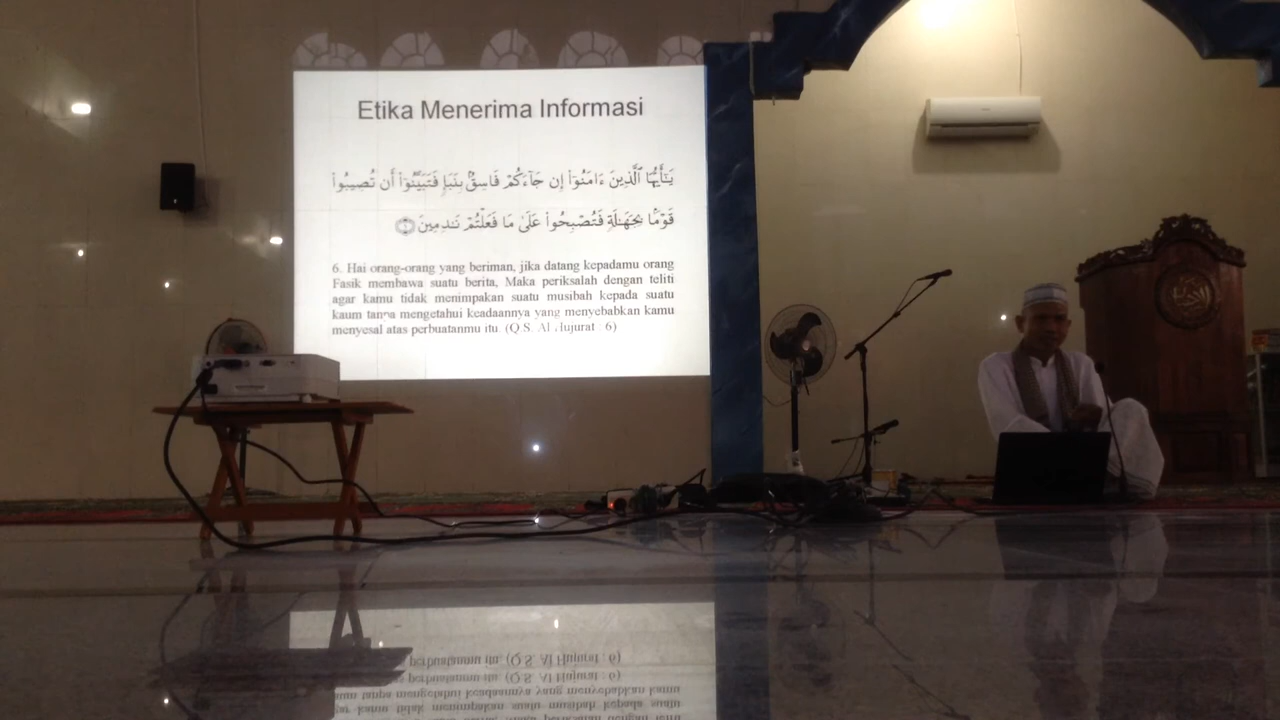 Etika Menerima Informasi
يَـٰٓأَيُّهَا ٱلَّذِينَ ءَامَنُوٓا۟ إِن جَآءَكُمْ فَاسِقٌۢ بِنَبَإٍ فَتَبَيَّنُوٓا۟ أَن تُصِيبُوا۟
قَوْمًۢا بِجَهَـٰلَةٍ فَتُصْبِحُوا۟ عَلَىٰ مَا فَعَلْتُمْ نَـٰدِمِينَ ۝٦
6. Hai orang-orang yang beriman, jika datang kepadamu orang
Fasik membawa suatu berita, Maka periksalah dengan teliti
agar kamu tidak menimpakan suatu musibah kepada suatu
kaum tanpa mengetahui keadaannya yang menyebabkan kamu
menyesal atas perbuatanmu itu. (Q.S. Al Hujurat : 6)